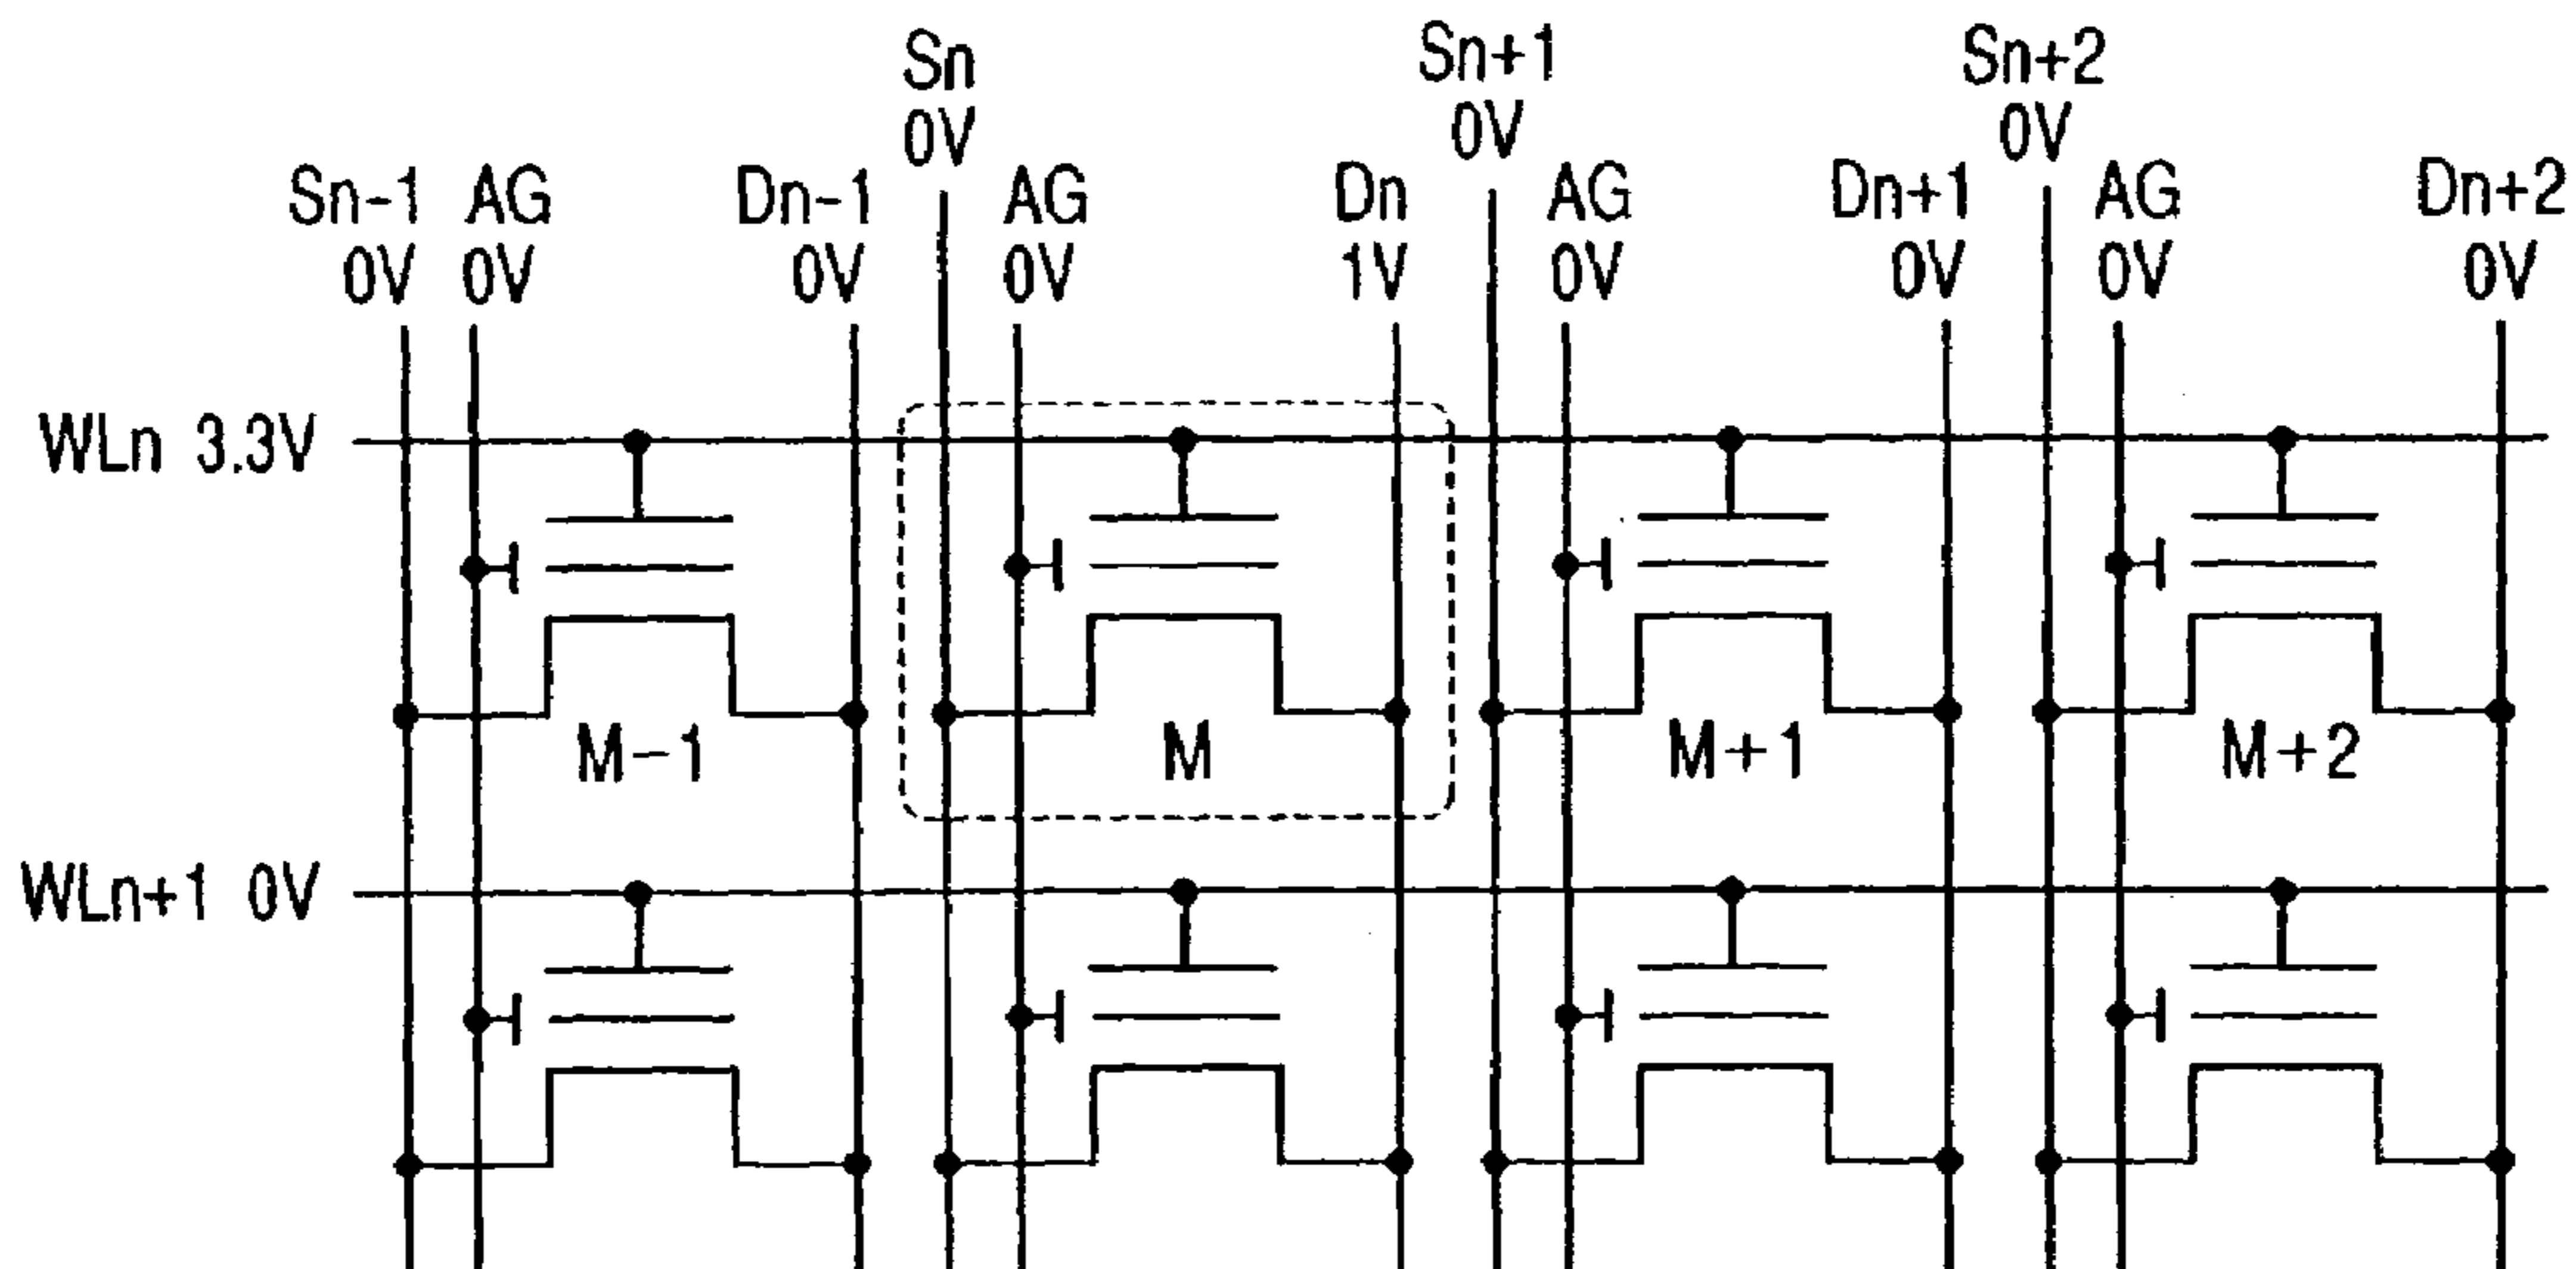 Sn Sn+1 Sn+2
0V 0V 0V
Sn-1 AG Dn-1 AG Dn AG Dn+1 AG Dn+2
0V 0V 0V 0V 1V 0V 0V 0V 0V
WLn 3.3V
M-1 M M+1 M+2
WLn+1 0V